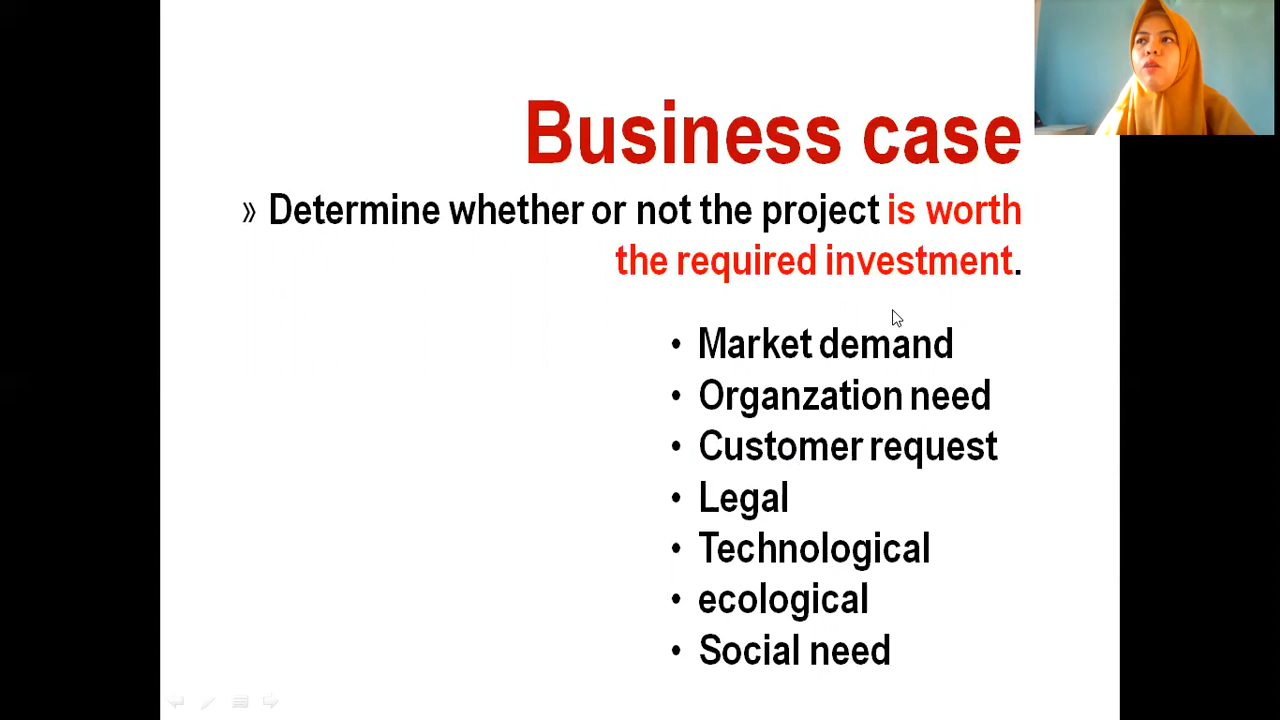 Business case
» Determine whether or not the project is worth
the required investment.
• Market demand
• Organzation need
• Customer request
• Legal
• Technological
• ecological
• Social need